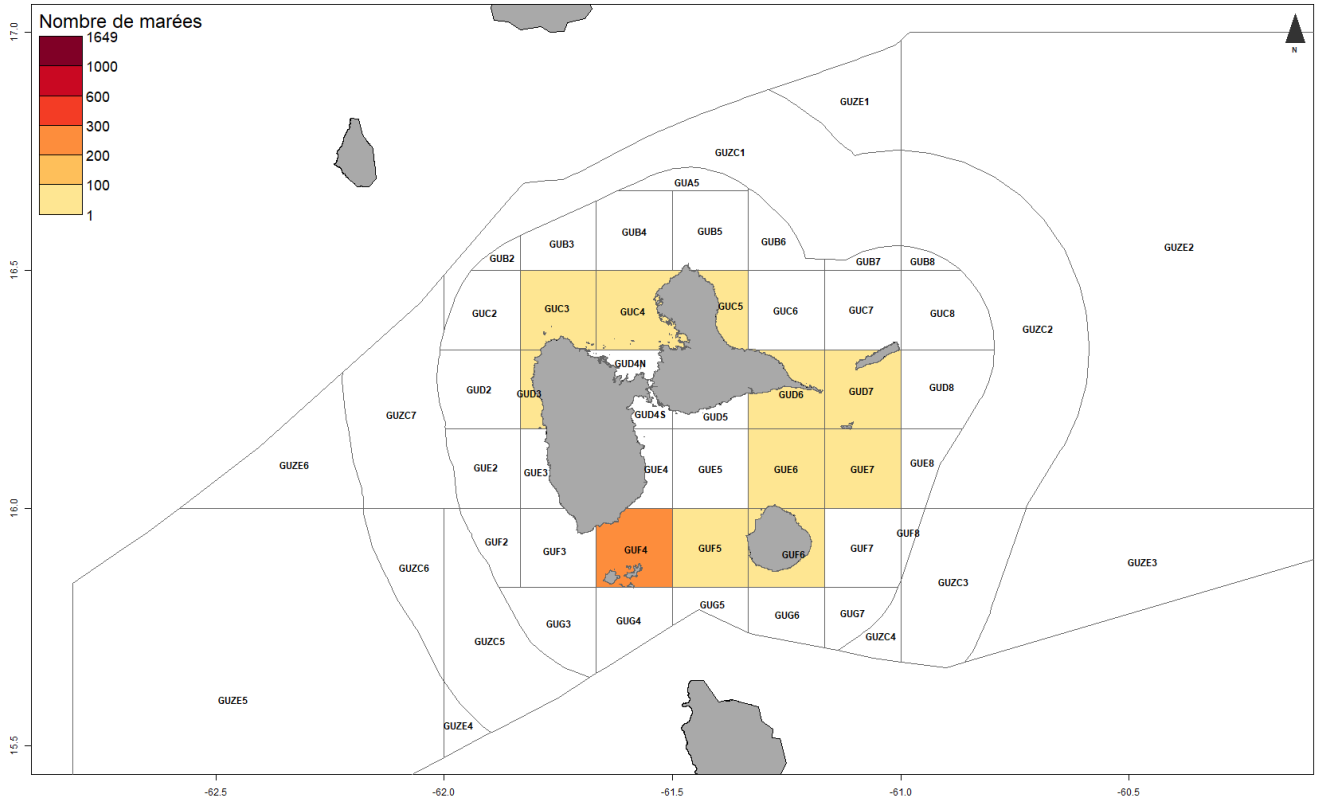 Nombre de marées
1649
1000
600
300
200
100
1
N
17.0
16.5
16.0
15.5
-62.5
-62.0
-61.5
-61.0
-60.5
GUZE1
GUZC1
GUA5
GUB4
GUB5
GUB3
GUB6
GUZE2
GUB2
GUB7
GUB8
GUC3
GUC4
GUC5
GUC2
GUC6
GUC7
GUC8
GUZC2
GUD4N
GUD2
GUD3
GUD6
GUD7
GUD8
GUZC7
GUD4S
GUD5
GUZE6
GUE2
GUE3
GUE4
GUE5
GUE6
GUE7
GUE8
GUF2
GUF3
GUF4
GUF5
GUF6
GUF7
GUF8
GUZE3
GUZC6
GUZC3
GUG3
GUG4
GUG5
GUG6
GUG7
GUZC5
GUZC4
GUZE5
GUZE4